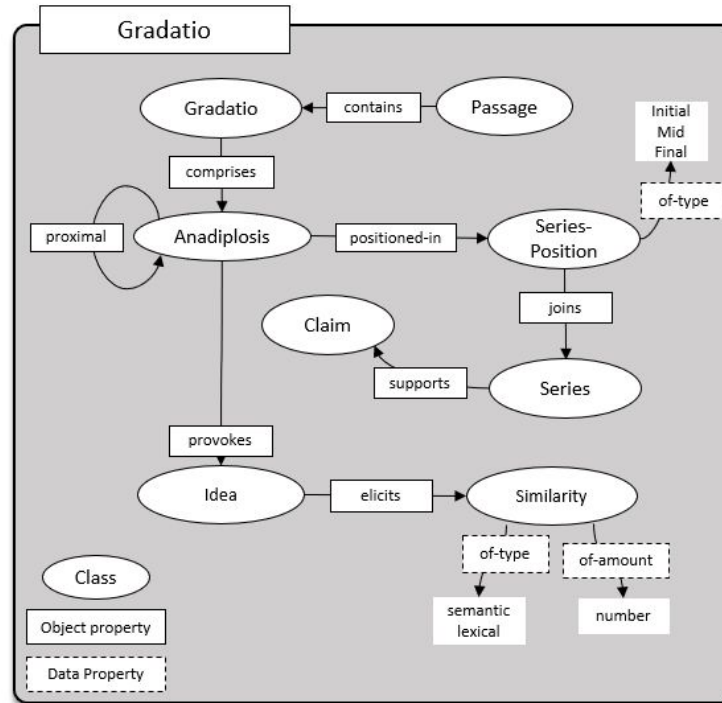 Gradatio
Gradatio
contains
Passage
Initial
Mid
Final
comprises
of-type
proximal
Anadiplosis
positioned-in
Series-
Position
joins
Claim
supports
Series
provokes
Idea
elicits
Similarity
of-type
of-amount
Class
semantic
lexical
number
Object property
Data Property